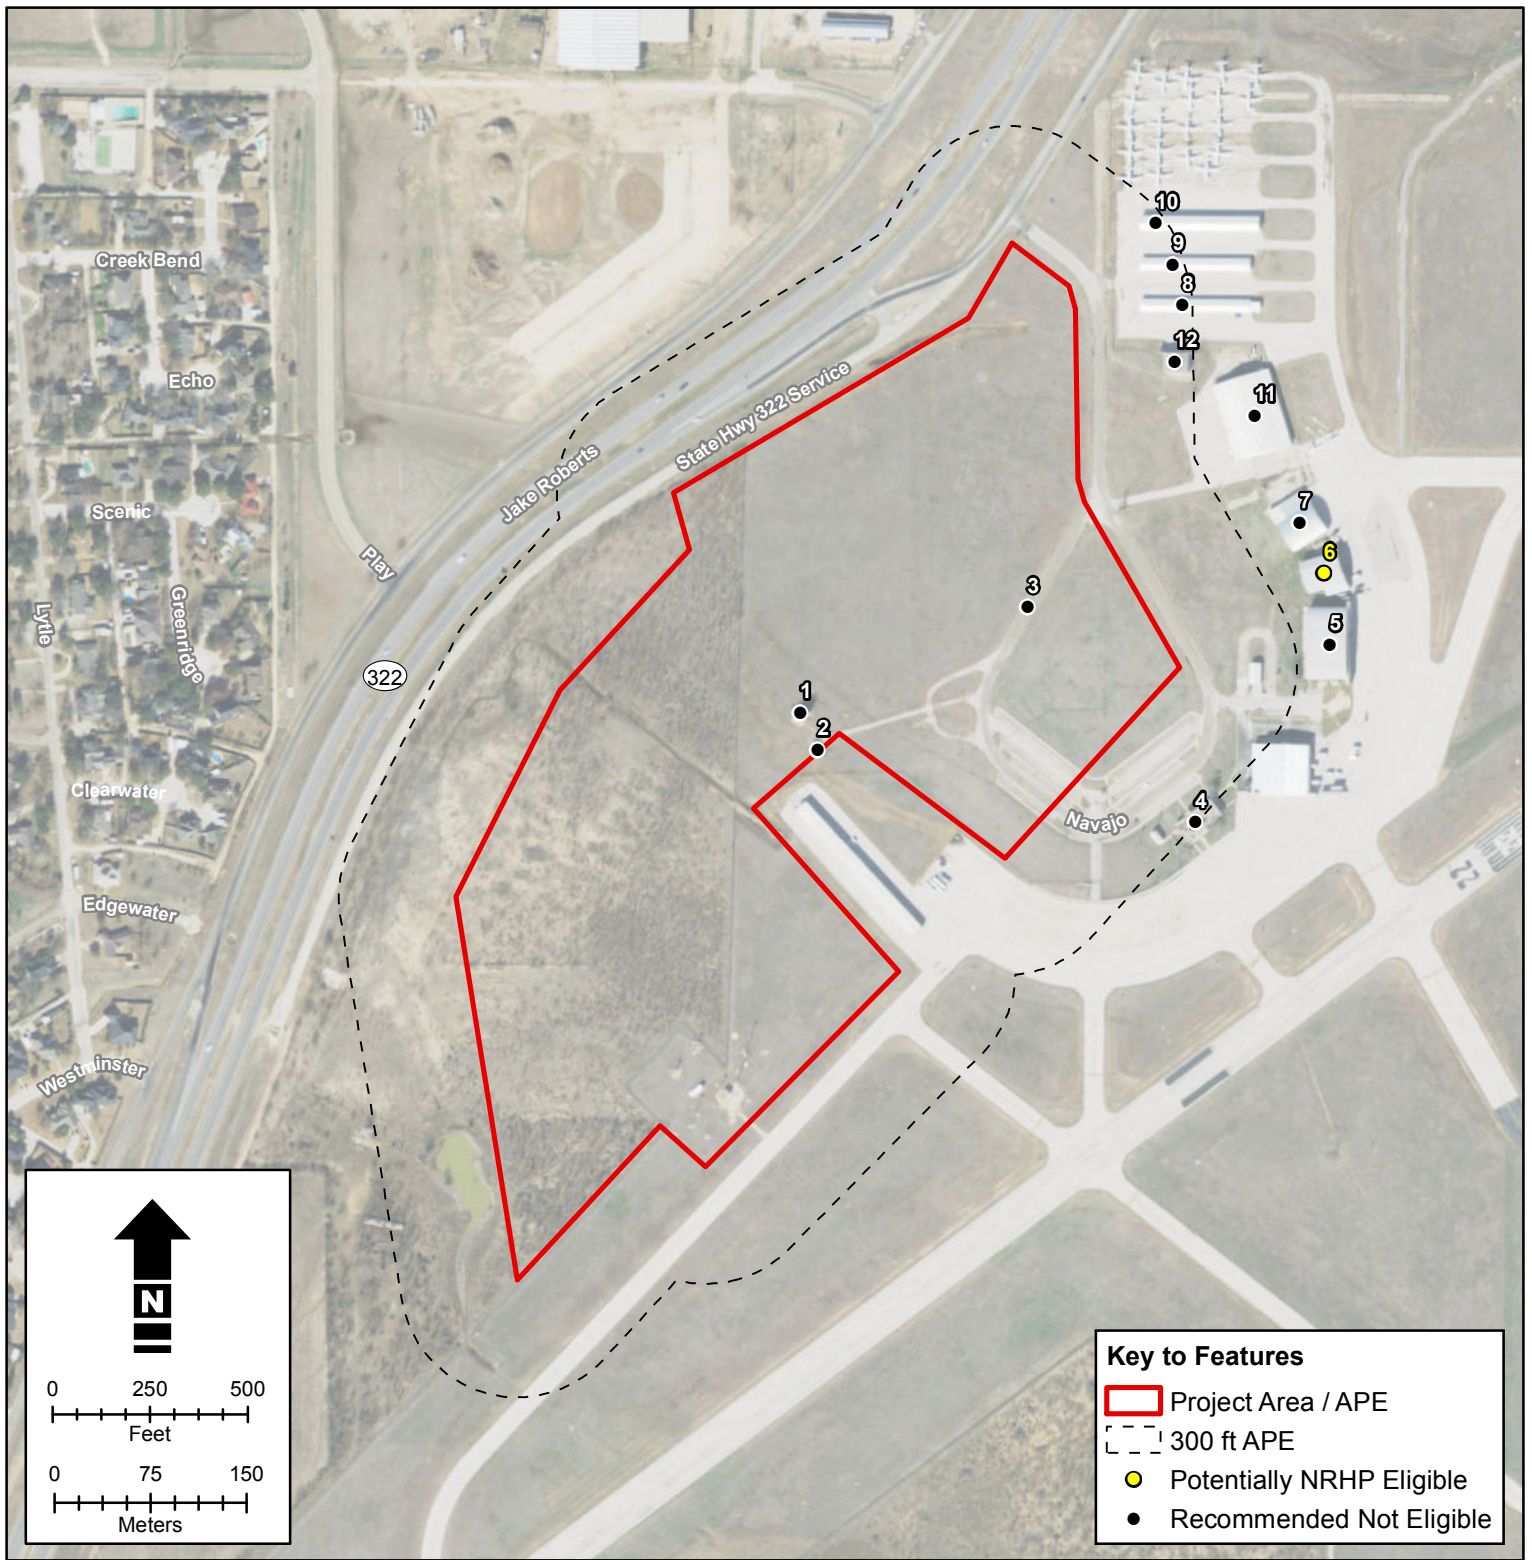 10
9
Creek Bend
8
12
Echo
State Hwy 322 Service
11
Jake Roberts
Scenic
7
Play
6
3
Lytle
Greenridge
5
322
1
2
Clearwater
4
Navajo
22
Edgewater
Westminster
N
0 250 500
Feet
0 75 150
Meters
Key to Features
Project Area / APE
300 ft APE
Potentially NRHP Eligible
Recommended Not Eligible